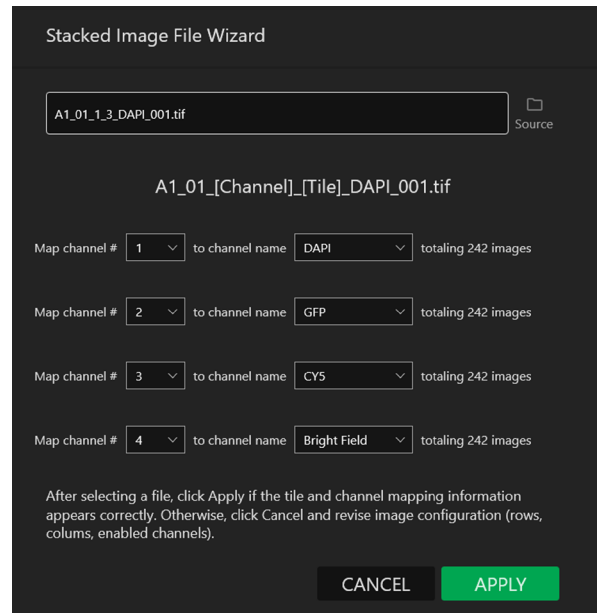 Stacked Image File Wizard
A1_01_1_3_DAPI_001.tif
Source
A1_01_[Channel]_[Tile]_DAPI_001.tif
Map channel # 1 to channel name DAPI totaling 242 images
Map channel # 2 to channel name GFP totaling 242 images
Map channel # 3 to channel name CY5 totaling 242 images
Map channel # 4 to channel name Bright Field totaling 242 images
After selecting a file, click Apply if the tile and channel mapping information
appears correctly. Otherwise, click Cancel and revise image configuration (rows,
colums, enabled channels).
CANCEL APPLY